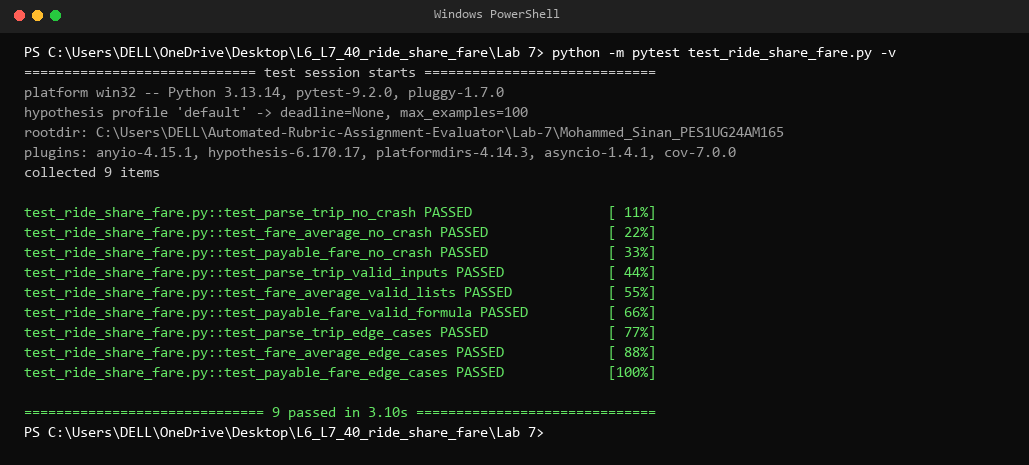 Windows PowerShell
PS C:\Users\DELL\OneDrive\Desktop\L6_L7_40_ride_share_fare\Lab 7> python -m pytest test_ride_share_fare.py -v
============================= test session starts =============================
platform win32 -- Python 3.13.14, pytest-9.2.0, pluggy-1.7.0
hypothesis profile 'default' -> deadline=None, max_examples=100
rootdir: C:\Users\DELL\Automated-Rubric-Assignment-Evaluator\Lab-7\Mohammed_Sinan_PES1UG24AM165
plugins: anyio-4.15.1, hypothesis-6.170.17, platformdirs-4.14.3, asyncio-1.4.1, cov-7.0.0
collected 9 items
test_ride_share_fare.py::test_parse_trip_no_crash PASSED                 [ 11%]
test_ride_share_fare.py::test_fare_average_no_crash PASSED               [ 22%]
test_ride_share_fare.py::test_payable_fare_no_crash PASSED               [ 33%]
test_ride_share_fare.py::test_parse_trip_valid_inputs PASSED             [ 44%]
test_ride_share_fare.py::test_fare_average_valid_lists PASSED            [ 55%]
test_ride_share_fare.py::test_payable_fare_valid_formula PASSED          [ 66%]
test_ride_share_fare.py::test_parse_trip_edge_cases PASSED               [ 77%]
test_ride_share_fare.py::test_fare_average_edge_cases PASSED             [ 88%]
test_ride_share_fare.py::test_payable_fare_edge_cases PASSED             [100%]
============================== 9 passed in 3.10s ==============================
PS C:\Users\DELL\OneDrive\Desktop\L6_L7_40_ride_share_fare\Lab 7>